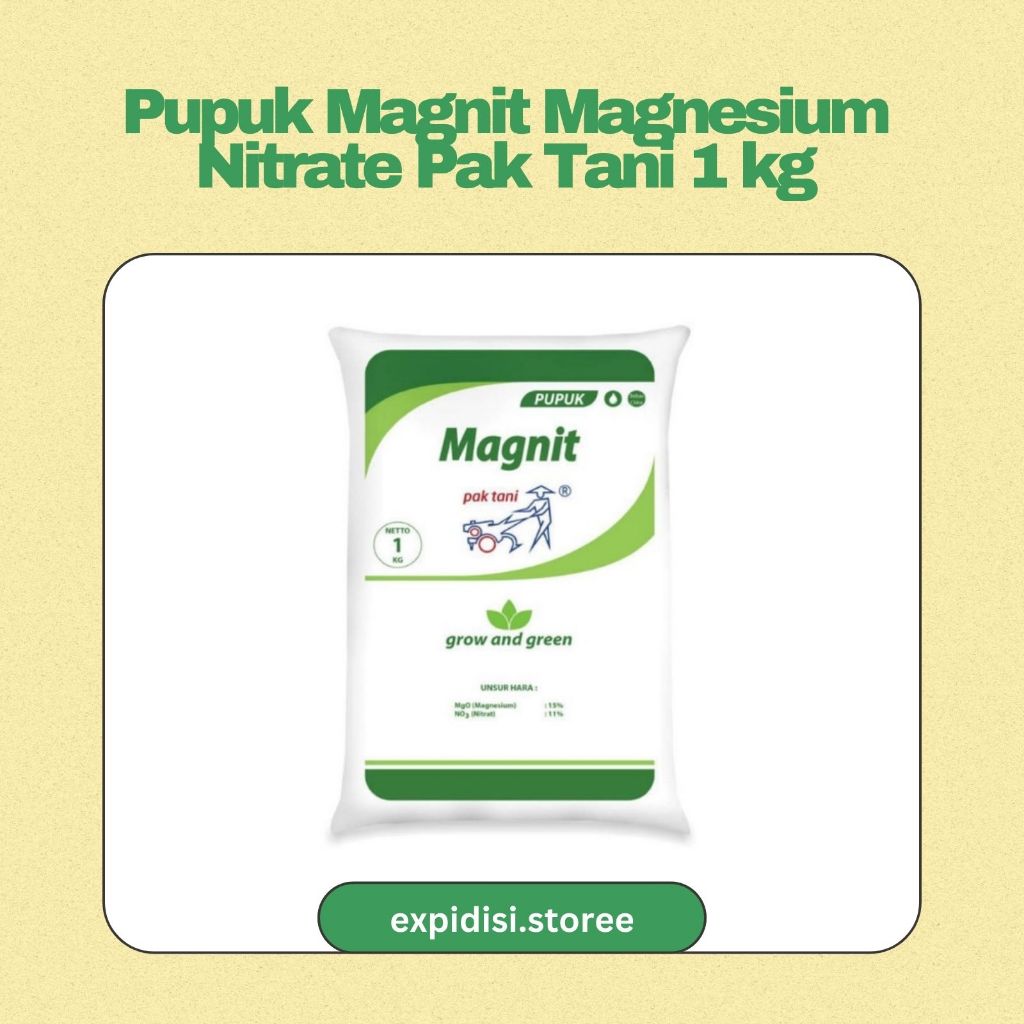 Pupuk Magnit Magnesium
Nitrate Pak Tani 1 kg
PUPUK
Magnit
pak tani ®
NETTO
1
KG
grow and green
UNSUR HARA :
MgO (Magnesium) : 15%
NO3 (Nitrat) : 11%
expidisi.storee